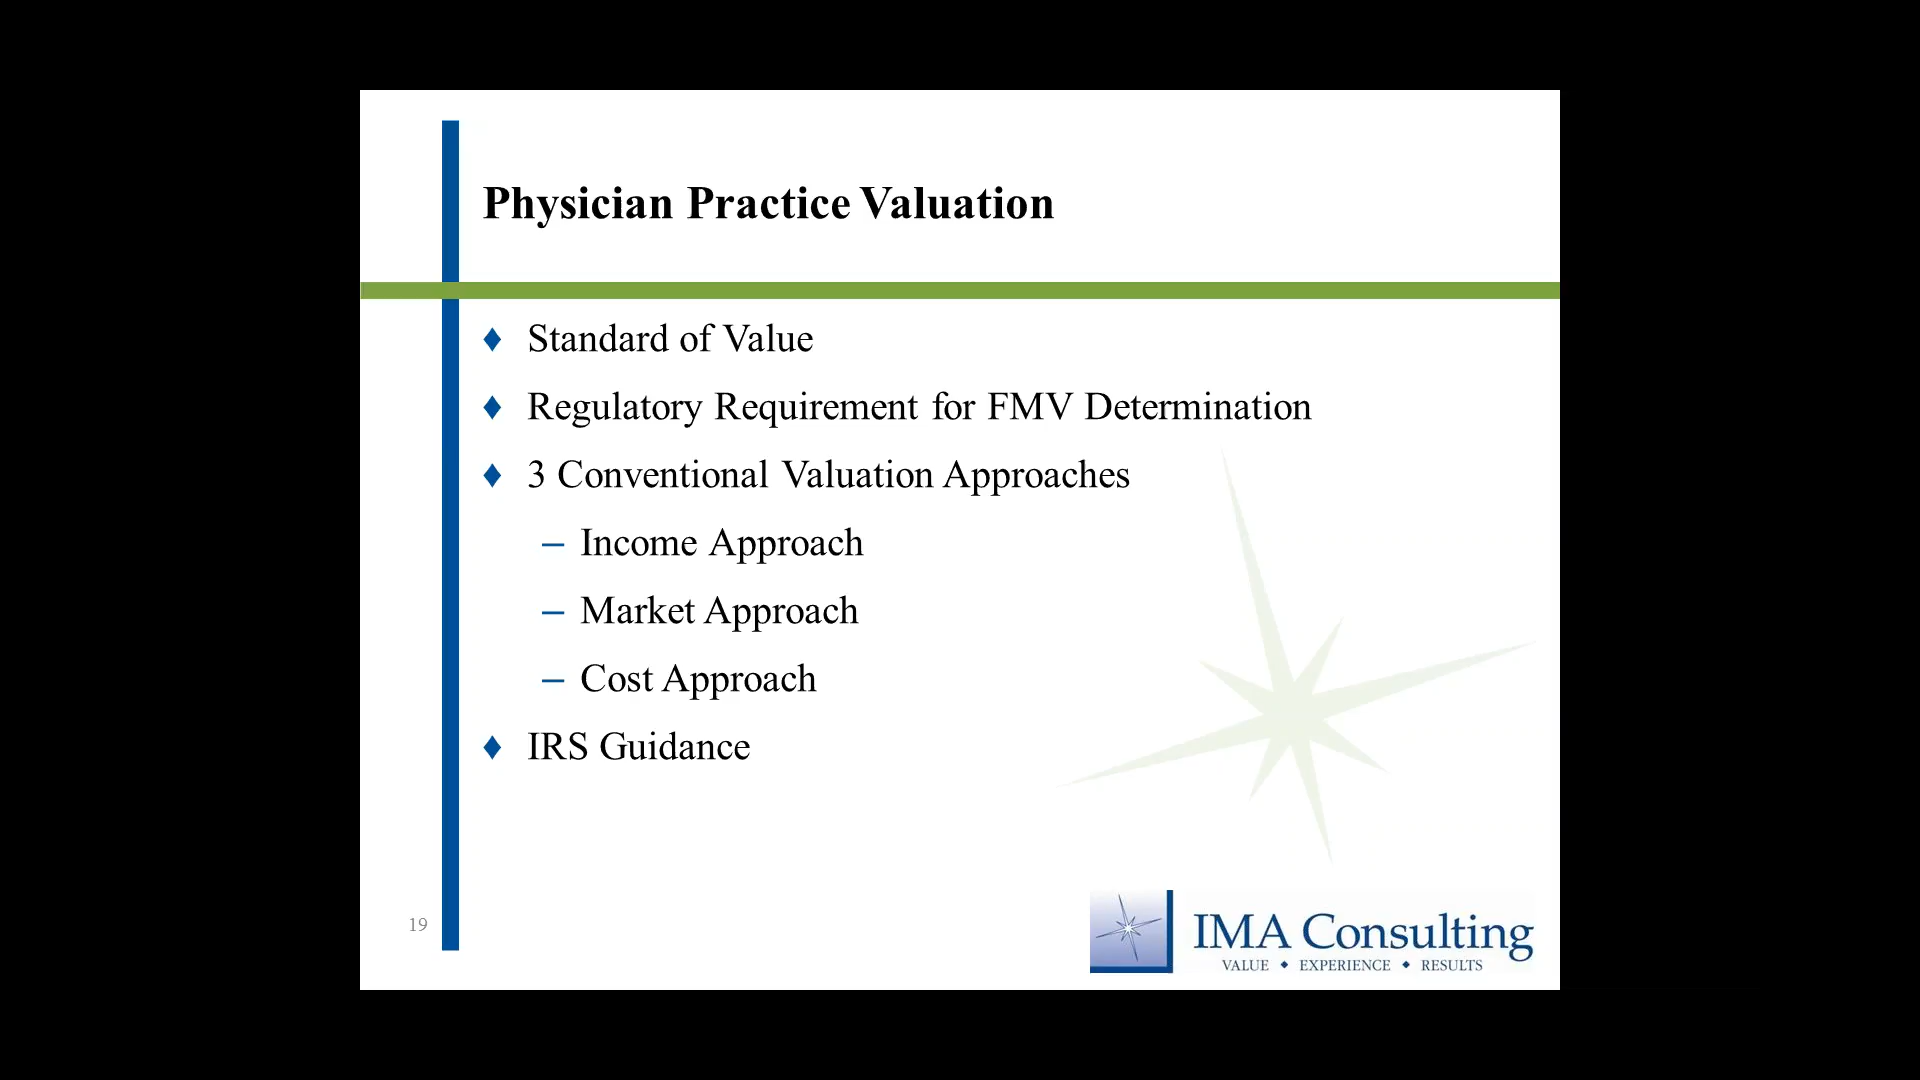 Physician Practice Valuation
♦ Standard of Value
♦ Regulatory Requirement for FMV Determination
♦ 3 Conventional Valuation Approaches
– Income Approach
– Market Approach
– Cost Approach
♦ IRS Guidance
19
IMA Consulting
VALUE ♦ EXPERIENCE ♦ RESULTS